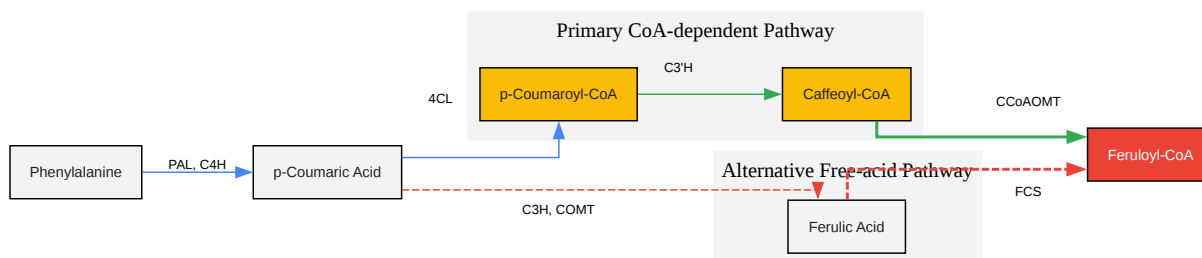 Primary CoA-dependent Pathway
C3'H
4CL
p-Coumaroyl-CoA
Caffeoyl-CoA
CCoAOMT
Phenylalanine
PAL, C4H
p-Coumaric Acid
Feruloyl-CoA
Alternative Free-acid Pathway
FCS
C3H, COMT
Ferulic Acid